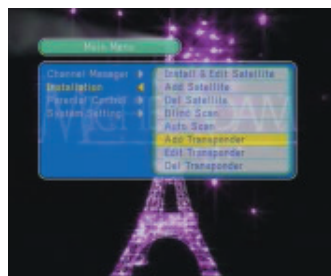 Main Menu
Channel Manager
Installation
Parental Control
System Setting
Install & Edit Satellite
Add Satellite
Del Satellite
Blind Scan
Auto Scan
Add Transponder
Edit Transponder
Del Transponder